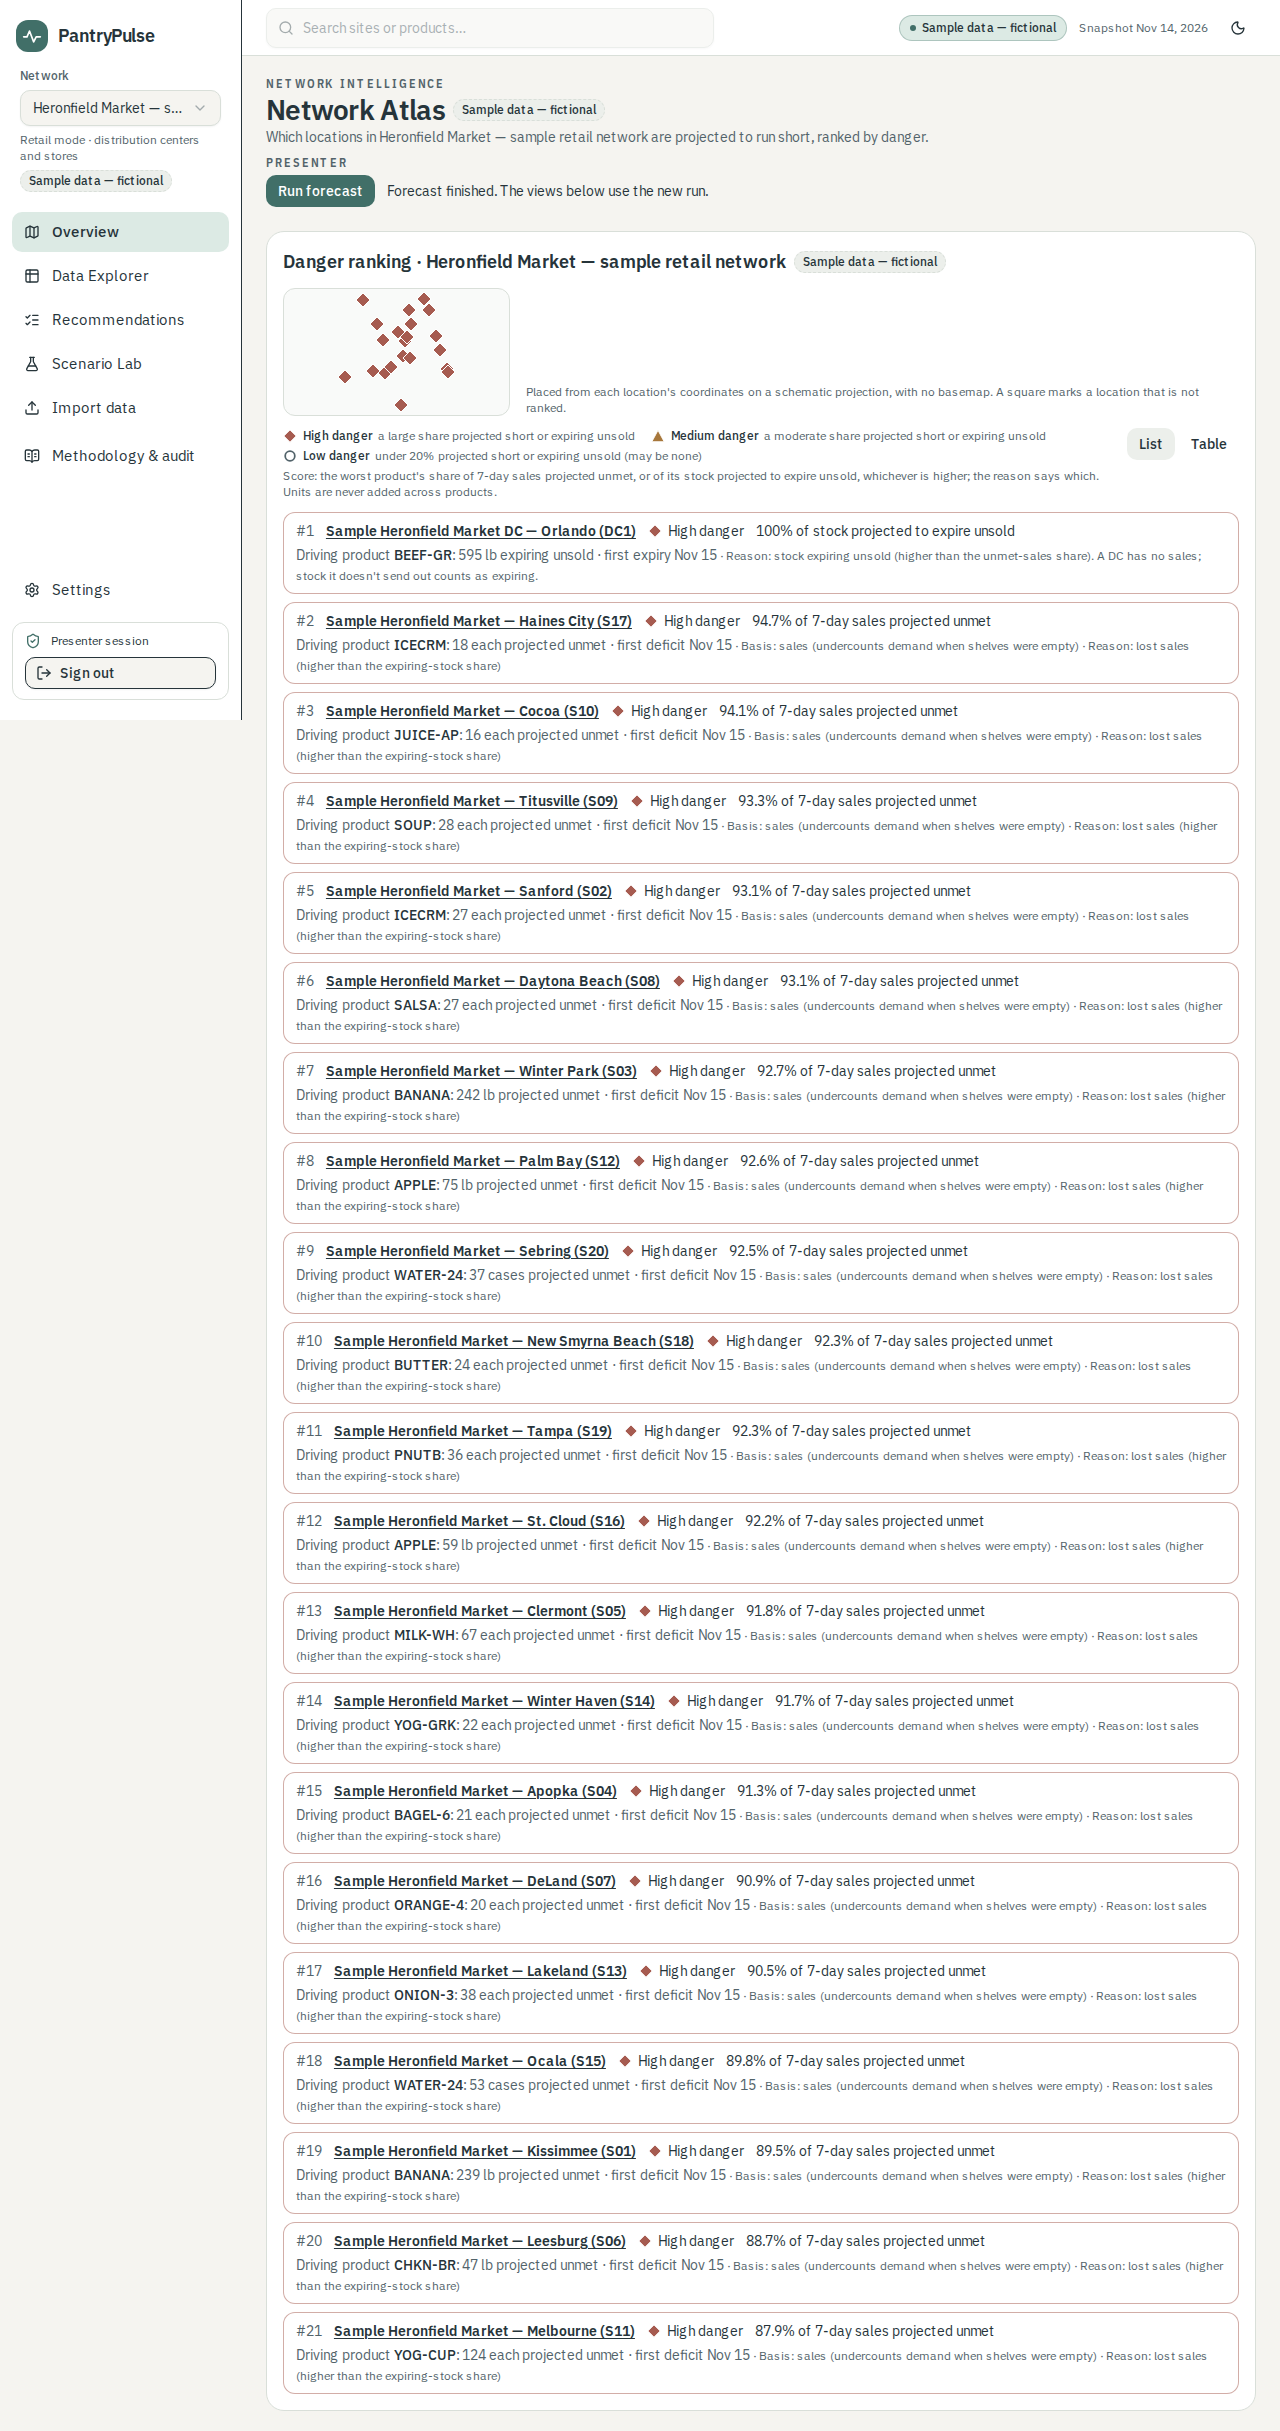 PantryPulse
Network
Heronfield Market — s...
Retail mode · distribution centers
and stores
Sample data — fictional
Overview
Data Explorer
Recommendations
Scenario Lab
Import data
Methodology & audit
Settings
Presenter session
Sign out
Search sites or products...
Sample data — fictional
Snapshot Nov 14, 2026
NETWORK INTELLIGENCE
Network Atlas
Sample data — fictional
Which locations in Heronfield Market — sample retail network are projected to run short, ranked by danger.
PRESENTER
Run forecast
Forecast finished. The views below use the new run.
Danger ranking · Heronfield Market — sample retail network
Sample data — fictional
Placed from each location's coordinates on a schematic projection, with no basemap. A square marks a location that is not
ranked.
High danger a large share projected short or expiring unsold
Medium danger a moderate share projected short or expiring unsold
Low danger under 20% projected short or expiring unsold (may be none)
List
Table
Score: the worst product's share of 7-day sales projected unmet, or of its stock projected to expire unsold, whichever is higher; the reason says which.
Units are never added across products.
#1 Sample Heronfield Market DC — Orlando (DC1) High danger 100% of stock projected to expire unsold
Driving product BEEF-GR: 595 lb expiring unsold · first expiry Nov 15 · Reason: stock expiring unsold (higher than the unmet-sales share). A DC has no sales;
stock it doesn't send out counts as expiring.
#2 Sample Heronfield Market — Haines City (S17) High danger 94.7% of 7-day sales projected unmet
Driving product ICECRM: 18 each projected unmet · first deficit Nov 15 · Basis: sales (undercounts demand when shelves were empty) · Reason: lost sales
(higher than the expiring-stock share)
#3 Sample Heronfield Market — Cocoa (S10) High danger 94.1% of 7-day sales projected unmet
Driving product JUICE-AP: 16 each projected unmet · first deficit Nov 15 · Basis: sales (undercounts demand when shelves were empty) · Reason: lost sales
(higher than the expiring-stock share)
#4 Sample Heronfield Market — Titusville (S09) High danger 93.3% of 7-day sales projected unmet
Driving product SOUP: 28 each projected unmet · first deficit Nov 15 · Basis: sales (undercounts demand when shelves were empty) · Reason: lost sales (higher
than the expiring-stock share)
#5 Sample Heronfield Market — Sanford (S02) High danger 93.1% of 7-day sales projected unmet
Driving product ICECRM: 27 each projected unmet · first deficit Nov 15 · Basis: sales (undercounts demand when shelves were empty) · Reason: lost sales
(higher than the expiring-stock share)
#6 Sample Heronfield Market — Daytona Beach (S08) High danger 93.1% of 7-day sales projected unmet
Driving product SALSA: 27 each projected unmet · first deficit Nov 15 · Basis: sales (undercounts demand when shelves were empty) · Reason: lost sales (higher
than the expiring-stock share)
#7 Sample Heronfield Market — Winter Park (S03) High danger 92.7% of 7-day sales projected unmet
Driving product BANANA: 242 lb projected unmet · first deficit Nov 15 · Basis: sales (undercounts demand when shelves were empty) · Reason: lost sales (higher
than the expiring-stock share)
#8 Sample Heronfield Market — Palm Bay (S12) High danger 92.6% of 7-day sales projected unmet
Driving product APPLE: 75 lb projected unmet · first deficit Nov 15 · Basis: sales (undercounts demand when shelves were empty) · Reason: lost sales (higher
than the expiring-stock share)
#9 Sample Heronfield Market — Sebring (S20) High danger 92.5% of 7-day sales projected unmet
Driving product WATER-24: 37 cases projected unmet · first deficit Nov 15 · Basis: sales (undercounts demand when shelves were empty) · Reason: lost sales
(higher than the expiring-stock share)
#10 Sample Heronfield Market — New Smyrna Beach (S18) High danger 92.3% of 7-day sales projected unmet
Driving product BUTTER: 24 each projected unmet · first deficit Nov 15 · Basis: sales (undercounts demand when shelves were empty) · Reason: lost sales
(higher than the expiring-stock share)
#11 Sample Heronfield Market — Tampa (S19) High danger 92.3% of 7-day sales projected unmet
Driving product PNUTB: 36 each projected unmet · first deficit Nov 15 · Basis: sales (undercounts demand when shelves were empty) · Reason: lost sales (higher
than the expiring-stock share)
#12 Sample Heronfield Market — St. Cloud (S16) High danger 92.2% of 7-day sales projected unmet
Driving product APPLE: 59 lb projected unmet · first deficit Nov 15 · Basis: sales (undercounts demand when shelves were empty) · Reason: lost sales (higher
than the expiring-stock share)
#13 Sample Heronfield Market — Clermont (S05) High danger 91.8% of 7-day sales projected unmet
Driving product MILK-WH: 67 each projected unmet · first deficit Nov 15 · Basis: sales (undercounts demand when shelves were empty) · Reason: lost sales
(higher than the expiring-stock share)
#14 Sample Heronfield Market — Winter Haven (S14) High danger 91.7% of 7-day sales projected unmet
Driving product YOG-GRK: 22 each projected unmet · first deficit Nov 15 · Basis: sales (undercounts demand when shelves were empty) · Reason: lost sales
(higher than the expiring-stock share)
#15 Sample Heronfield Market — Apopka (S04) High danger 91.3% of 7-day sales projected unmet
Driving product BAGEL-6: 21 each projected unmet · first deficit Nov 15 · Basis: sales (undercounts demand when shelves were empty) · Reason: lost sales
(higher than the expiring-stock share)
#16 Sample Heronfield Market — DeLand (S07) High danger 90.9% of 7-day sales projected unmet
Driving product ORANGE-4: 20 each projected unmet · first deficit Nov 15 · Basis: sales (undercounts demand when shelves were empty) · Reason: lost sales
(higher than the expiring-stock share)
#17 Sample Heronfield Market — Lakeland (S13) High danger 90.5% of 7-day sales projected unmet
Driving product ONION-3: 38 each projected unmet · first deficit Nov 15 · Basis: sales (undercounts demand when shelves were empty) · Reason: lost sales
(higher than the expiring-stock share)
#18 Sample Heronfield Market — Ocala (S15) High danger 89.8% of 7-day sales projected unmet
Driving product WATER-24: 53 cases projected unmet · first deficit Nov 15 · Basis: sales (undercounts demand when shelves were empty) · Reason: lost sales
(higher than the expiring-stock share)
#19 Sample Heronfield Market — Kissimmee (S01) High danger 89.5% of 7-day sales projected unmet
Driving product BANANA: 239 lb projected unmet · first deficit Nov 15 · Basis: sales (undercounts demand when shelves were empty) · Reason: lost sales (higher
than the expiring-stock share)
#20 Sample Heronfield Market — Leesburg (S06) High danger 88.7% of 7-day sales projected unmet
Driving product CHKN-BR: 47 lb projected unmet · first deficit Nov 15 · Basis: sales (undercounts demand when shelves were empty) · Reason: lost sales (higher
than the expiring-stock share)
#21 Sample Heronfield Market — Melbourne (S11) High danger 87.9% of 7-day sales projected unmet
Driving product YOG-CUP: 124 each projected unmet · first deficit Nov 15 · Basis: sales (undercounts demand when shelves were empty) · Reason: lost sales
(higher than the expiring-stock share)